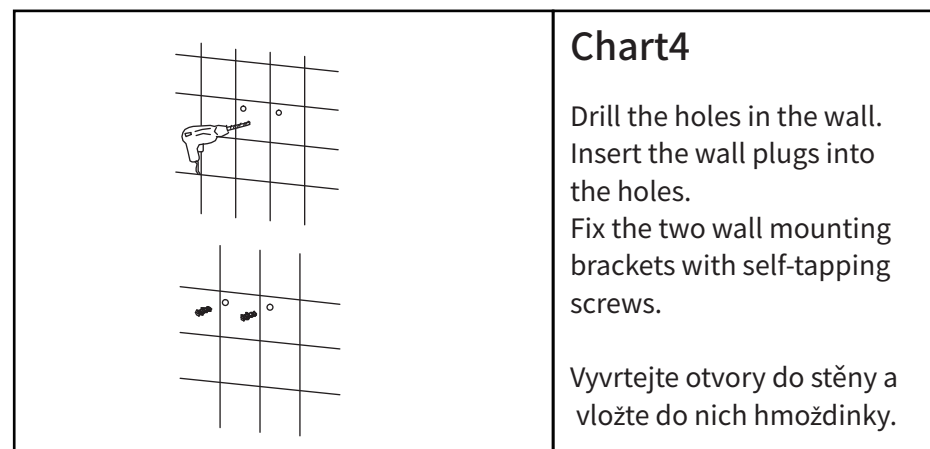 Chart4
Drill the holes in the wall.
Insert the wall plugs into
the holes.
Fix the two wall mounting
brackets with self-tapping
screws.
Vyvrtejte otvory do stěny a
vložte do nich hmoždinky.